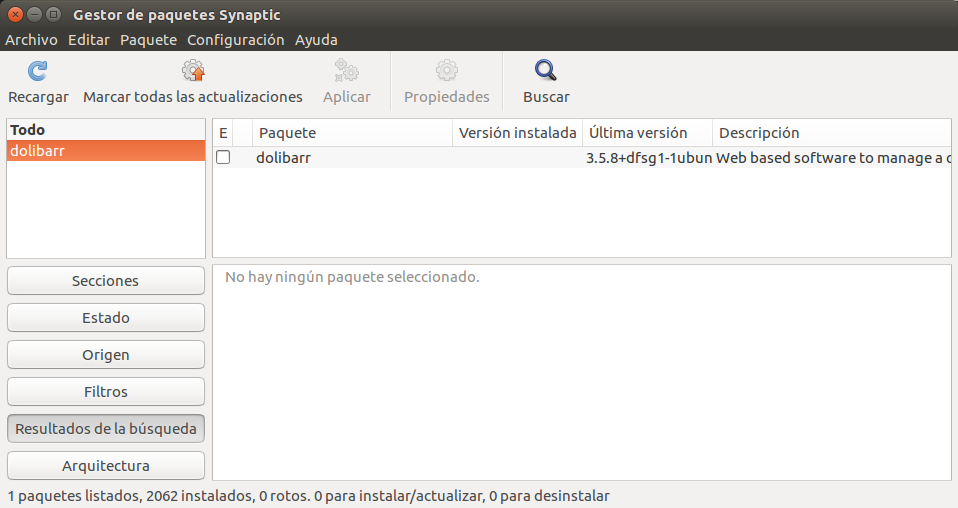 Gestor de paquetes Synaptic
Archivo Editar Paquete Configuración Ayuda
Recargar Marcar todas las actualizaciones Aplicar Propiedades Buscar
Todo
dolibarr
E Paquete Versión instalada Última versión Descripción
dolibarr 3.5.8+dfsg1-1ubun Web based software to manage a
No hay ningún paquete seleccionado.
Secciones
Estado
Origen
Filtros
Resultados de la búsqueda
Arquitectura
1 paquetes listados, 2062 instalados, 0 rotos. 0 para instalar/actualizar, 0 para desinstalar